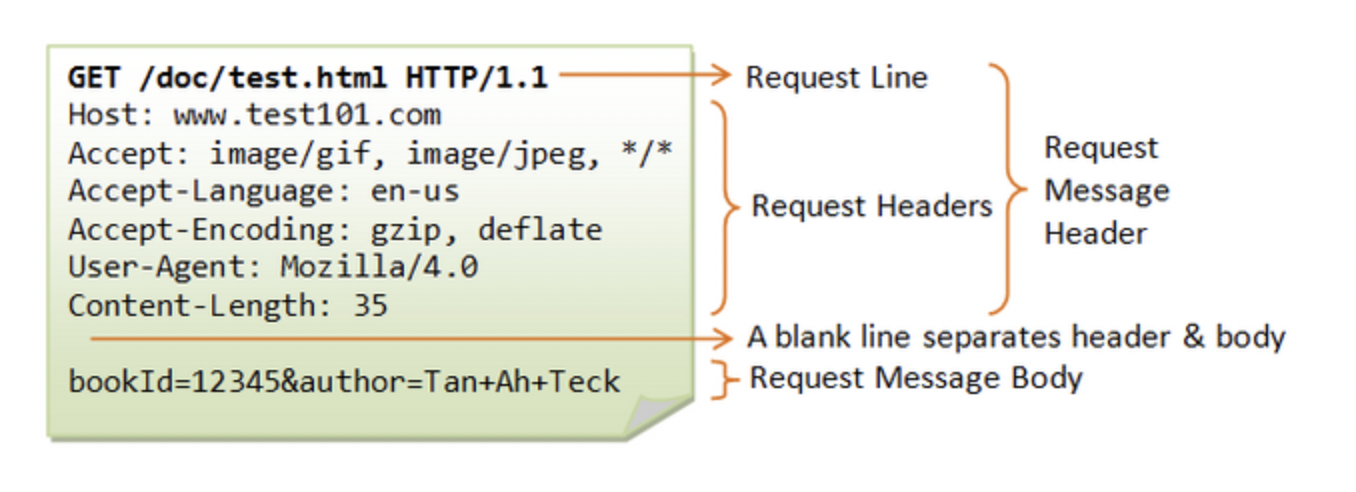 GET /doc/test.html HTTP/1.1
Request Line
Host: www.test101.com
Accept: image/gif, image/jpeg, */*
Accept-Language: en-us
Accept-Encoding: gzip, deflate
User-Agent: Mozilla/4.0
Content-Length: 35
Request Headers
Request
Message
Header
A blank line separates header & body
bookId=12345&author=Tan+Ah+Teck
Request Message Body